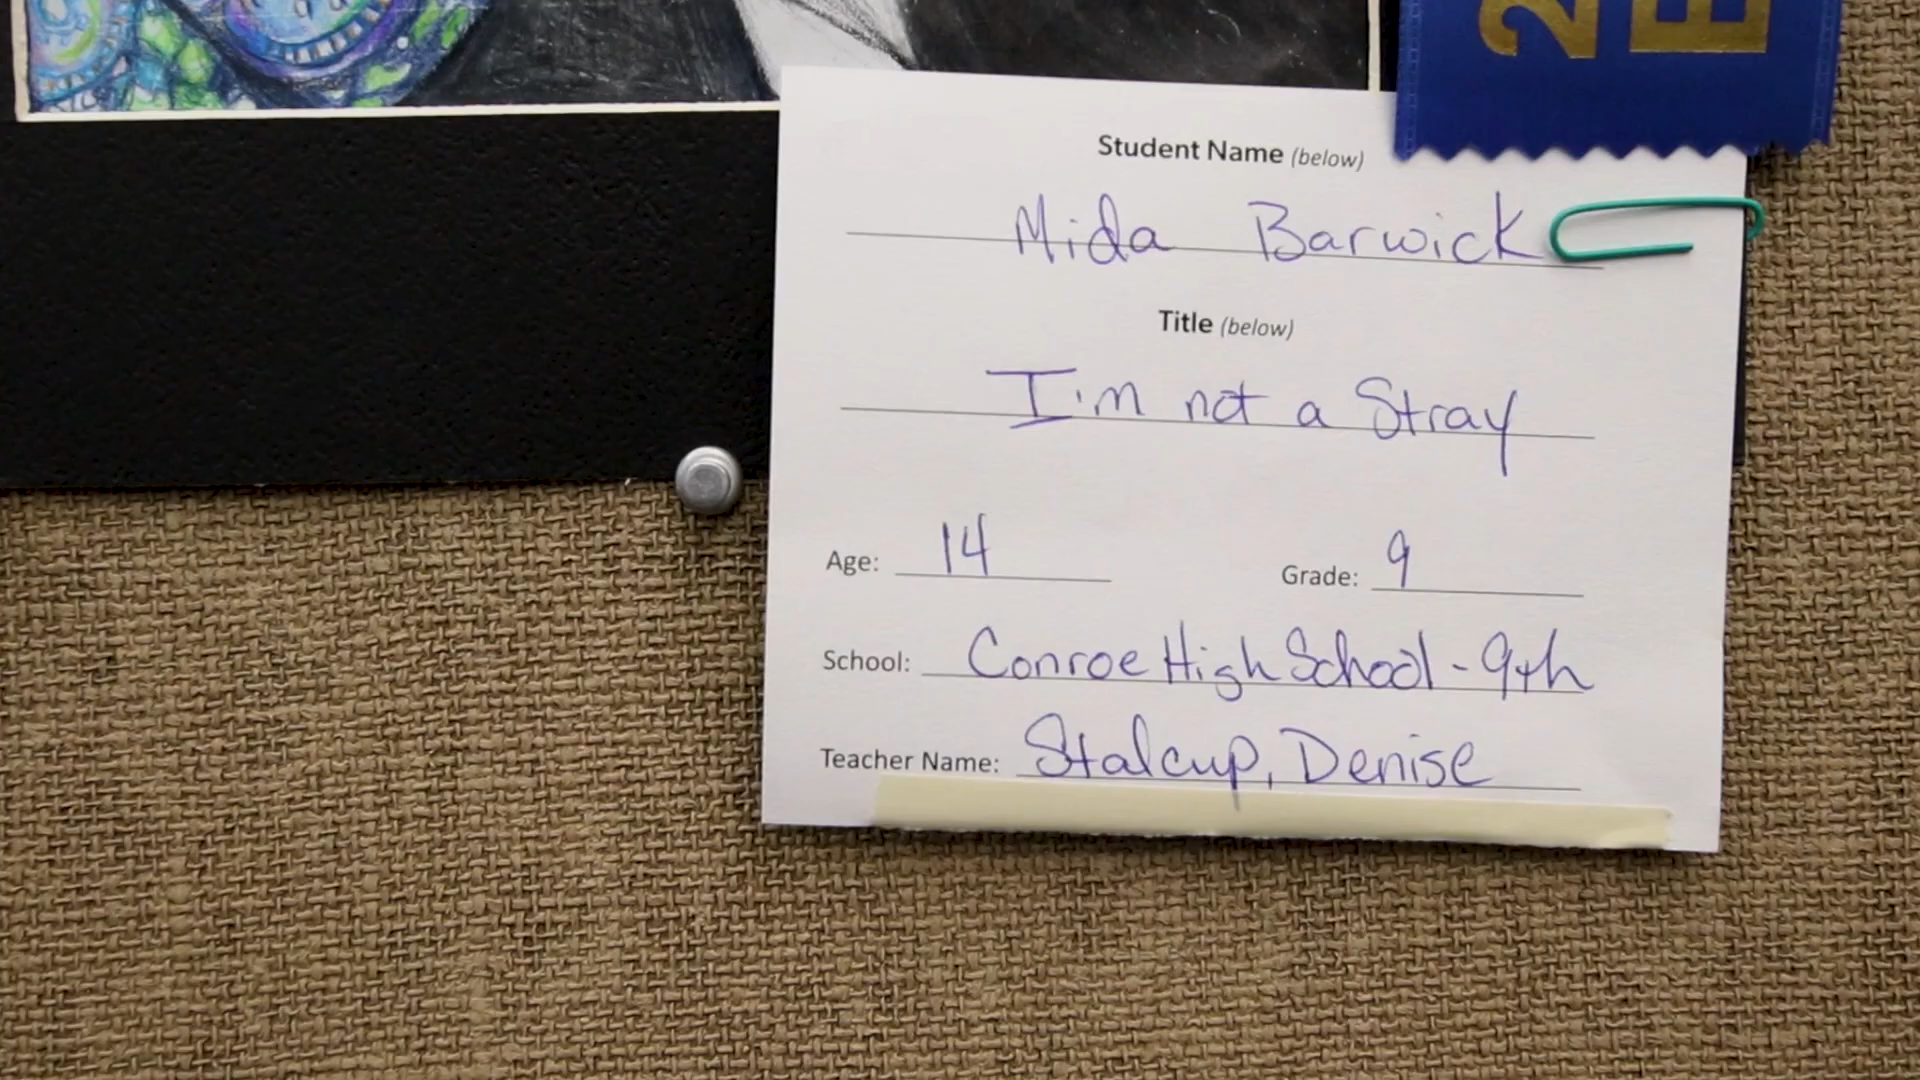 Student Name (below)
Mida Barwick
Title (below)
I'm not a Stray
Age: 14 Grade: 9
School: Conroe High School - 9th
Teacher Name: Stalcup, Denise